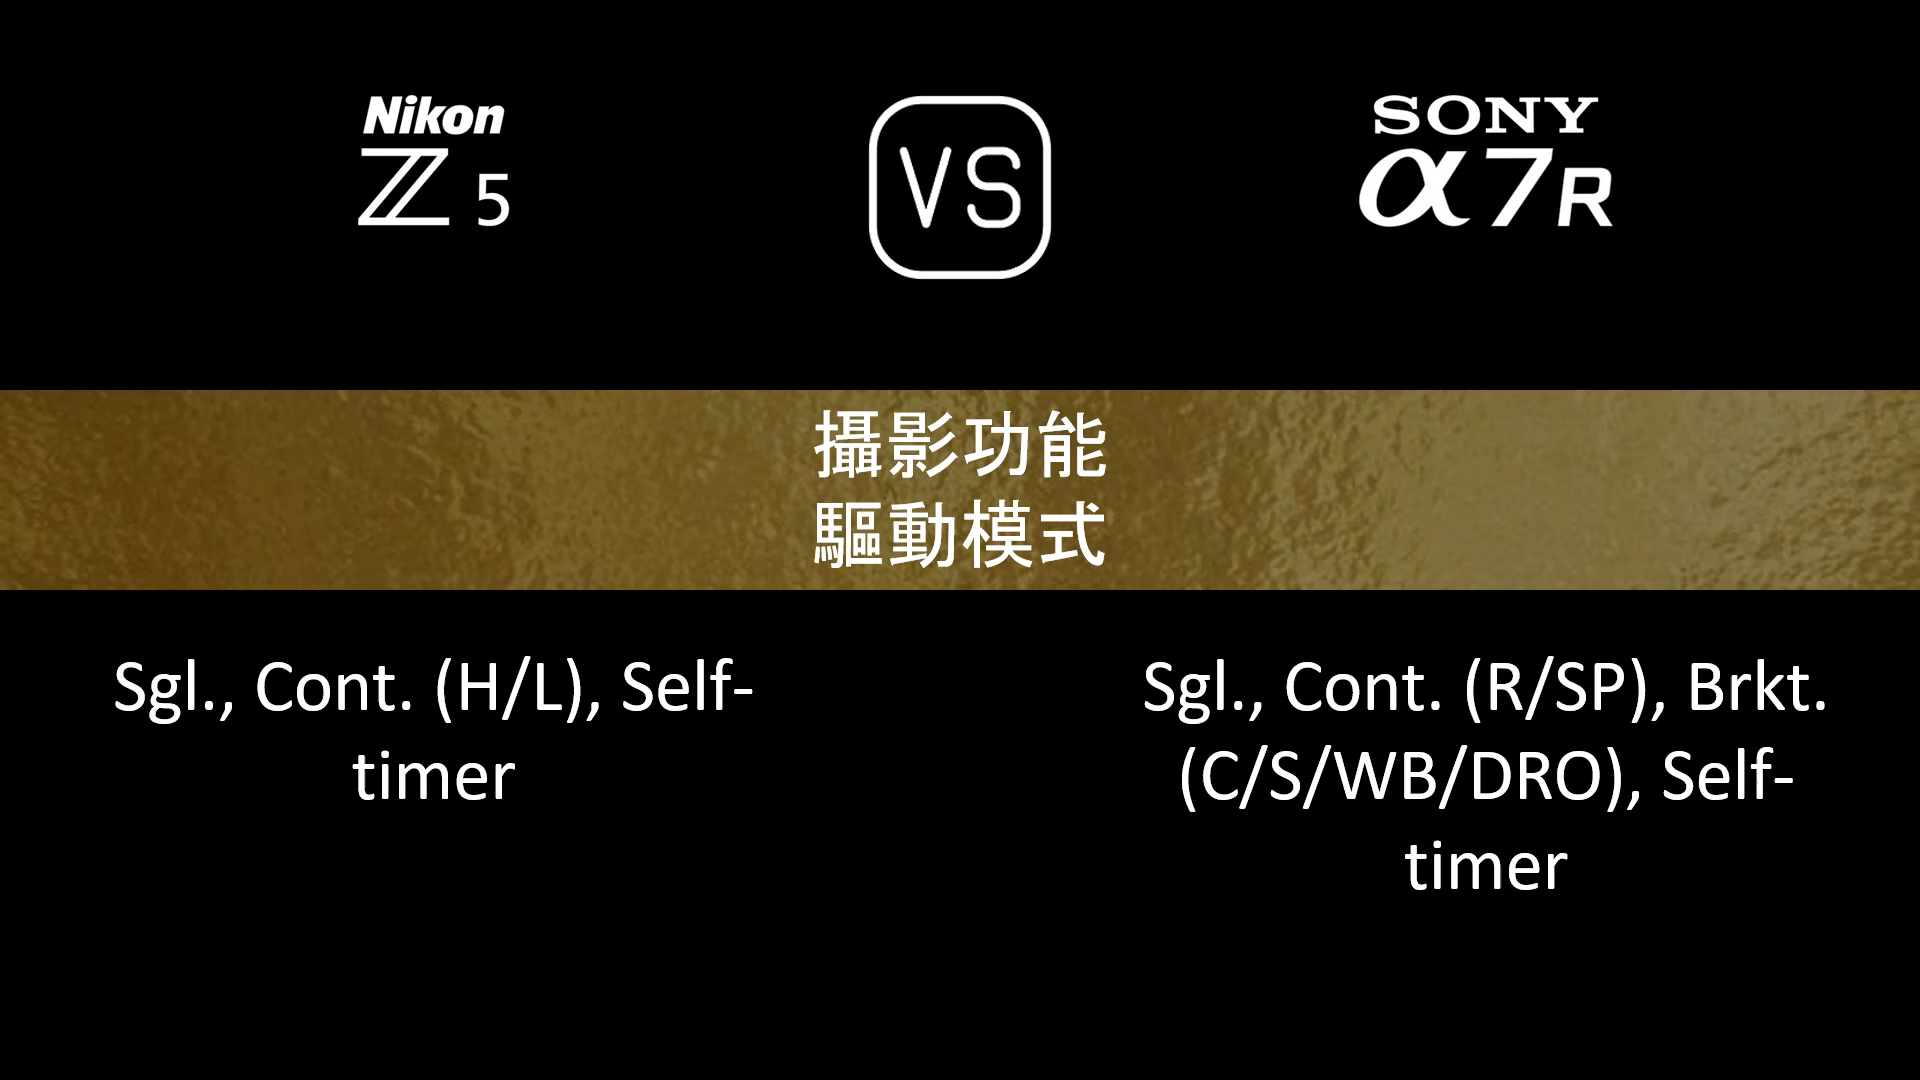 Nikon
Z 5
VS
SONY
α7R
攝影功能
驅動模式
Sgl., Cont. (H/L), Self-
timer
Sgl., Cont. (R/SP), Brkt.
(C/S/WB/DRO), Self-
timer